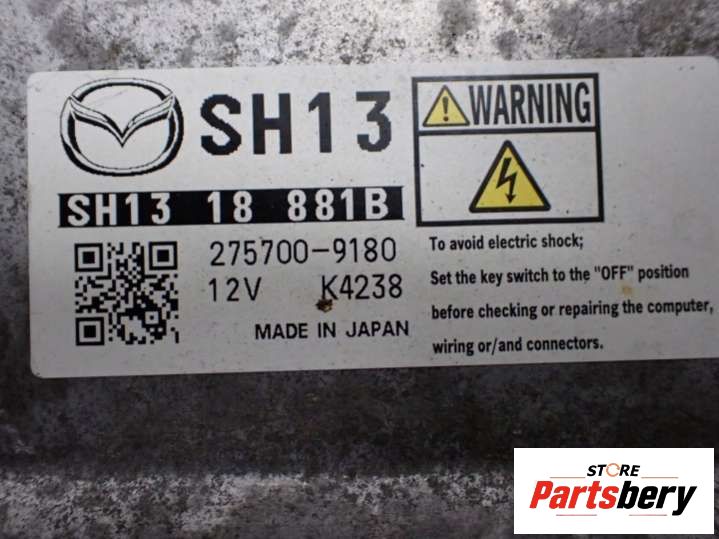 SH13
SH13 18 881B
275700-9180
12V K4238
MADE IN JAPAN
WARNING
To avoid electric shock;
Set the key switch to the "OFF" position
before checking or repairing the computer,
wiring or/and connectors.
STORE
Partsbery